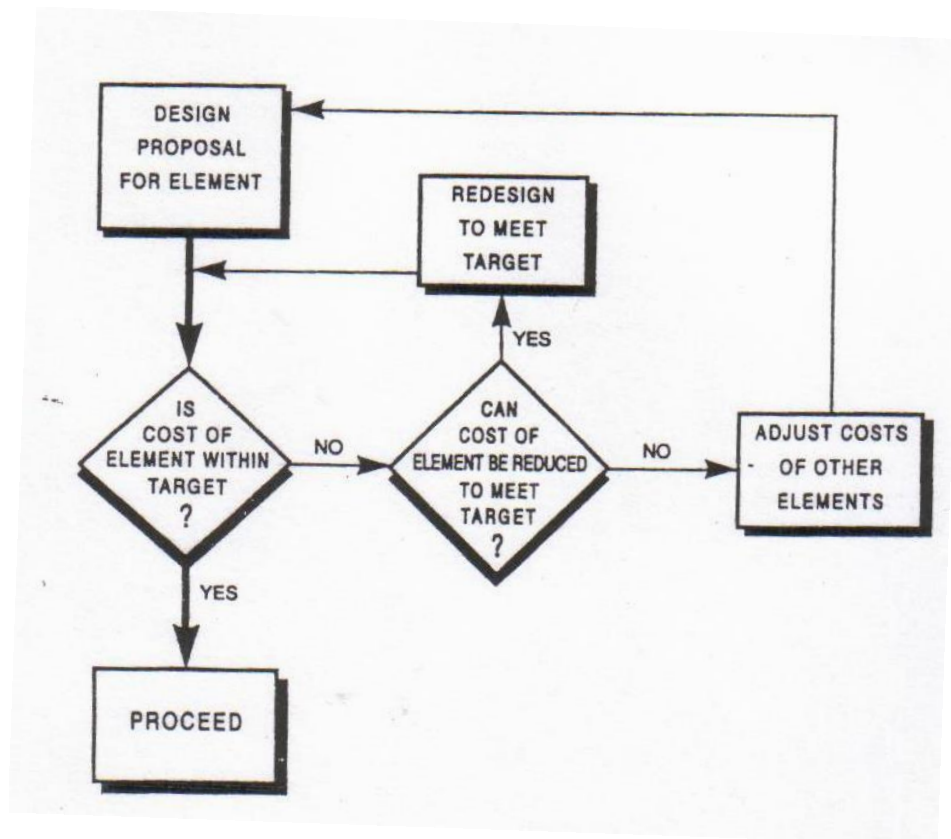 DESIGN
PROPOSAL
FOR ELEMENT
REDESIGN
TO MEET
TARGET
YES
IS
COST OF
ELEMENT WITHIN
TARGET
?
NO
CAN
COST OF
ELEMENT BE REDUCED
TO MEET
TARGET
?
NO
ADJUST COSTS
OF OTHER
ELEMENTS
YES
PROCEED